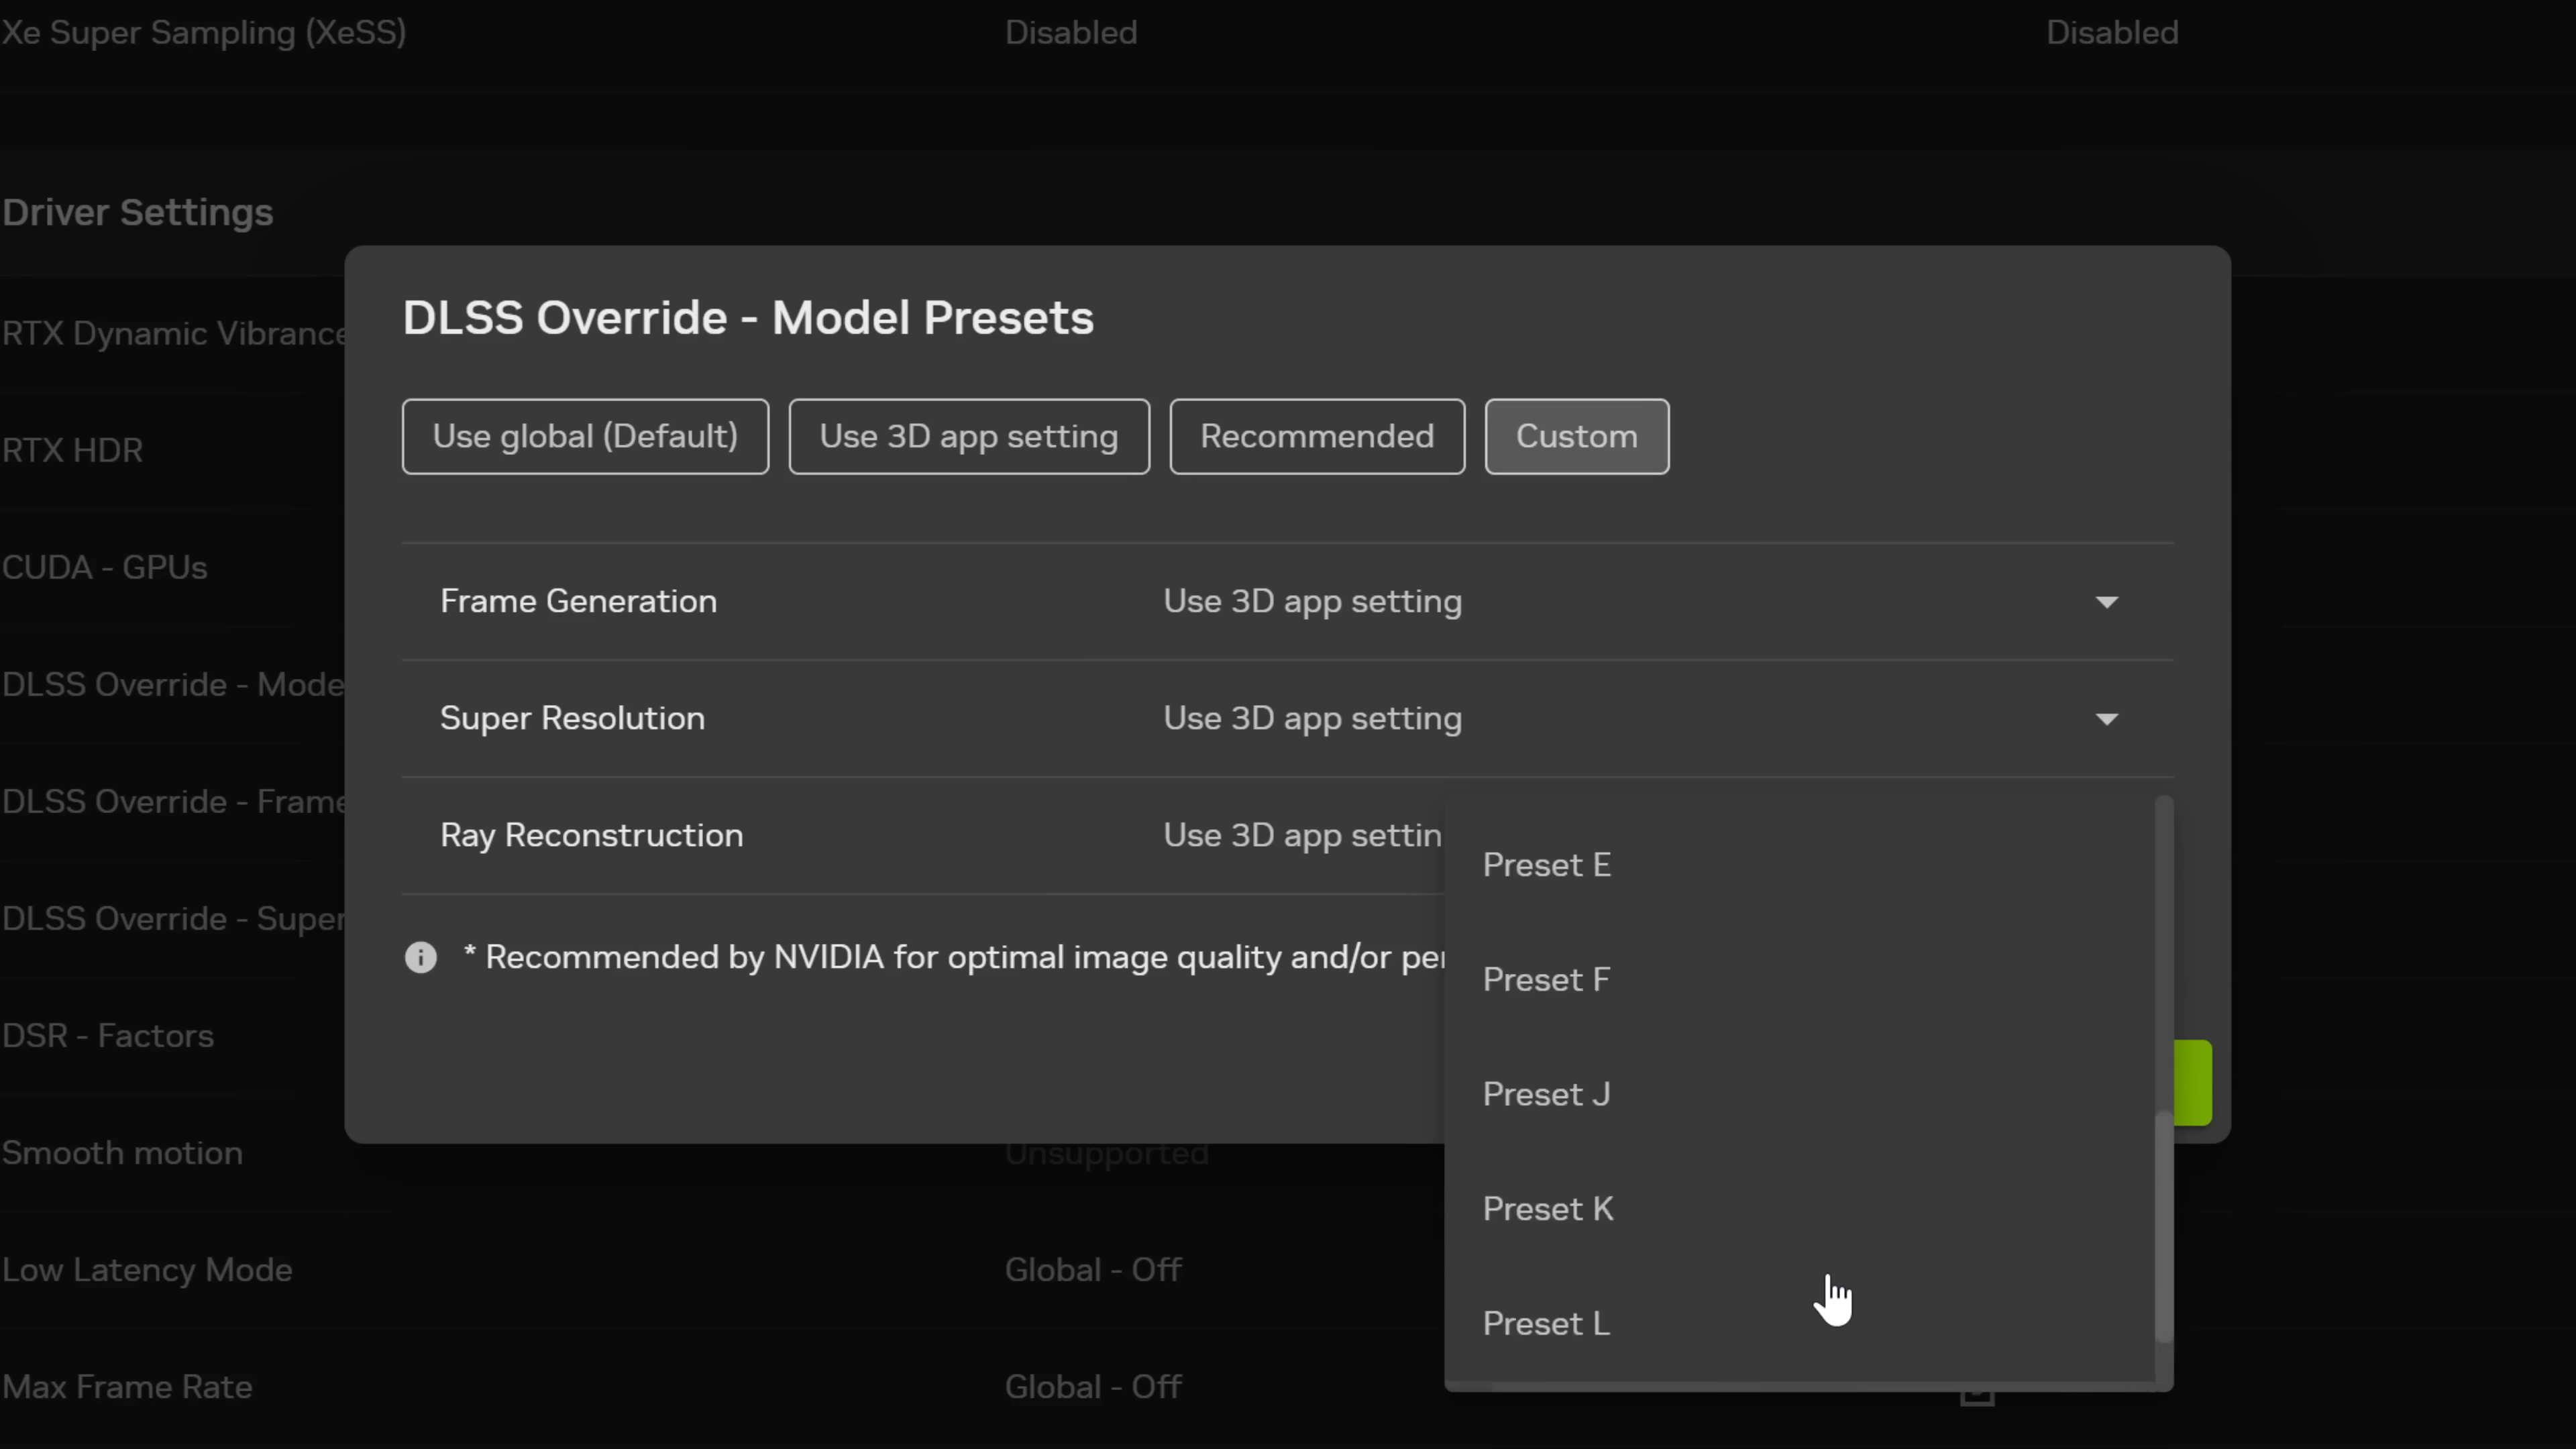 Xe Super Sampling (XeSS) Disabled Disabled
Driver Settings
DLSS Override - Model Presets
RTX Dynamic Vibrance
Use global (Default) Use 3D app setting Recommended Custom
RTX HDR
CUDA - GPUs
Frame Generation Use 3D app setting
DLSS Override - Mode
Super Resolution Use 3D app setting
DLSS Override - Frame
Ray Reconstruction Use 3D app settin
Preset E
DLSS Override - Super
* Recommended by NVIDIA for optimal image quality and/or per
Preset F
DSR - Factors
Preset J
Smooth motion Unsupported
Preset K
Low Latency Mode Global - Off
Preset L
Max Frame Rate Global - Off